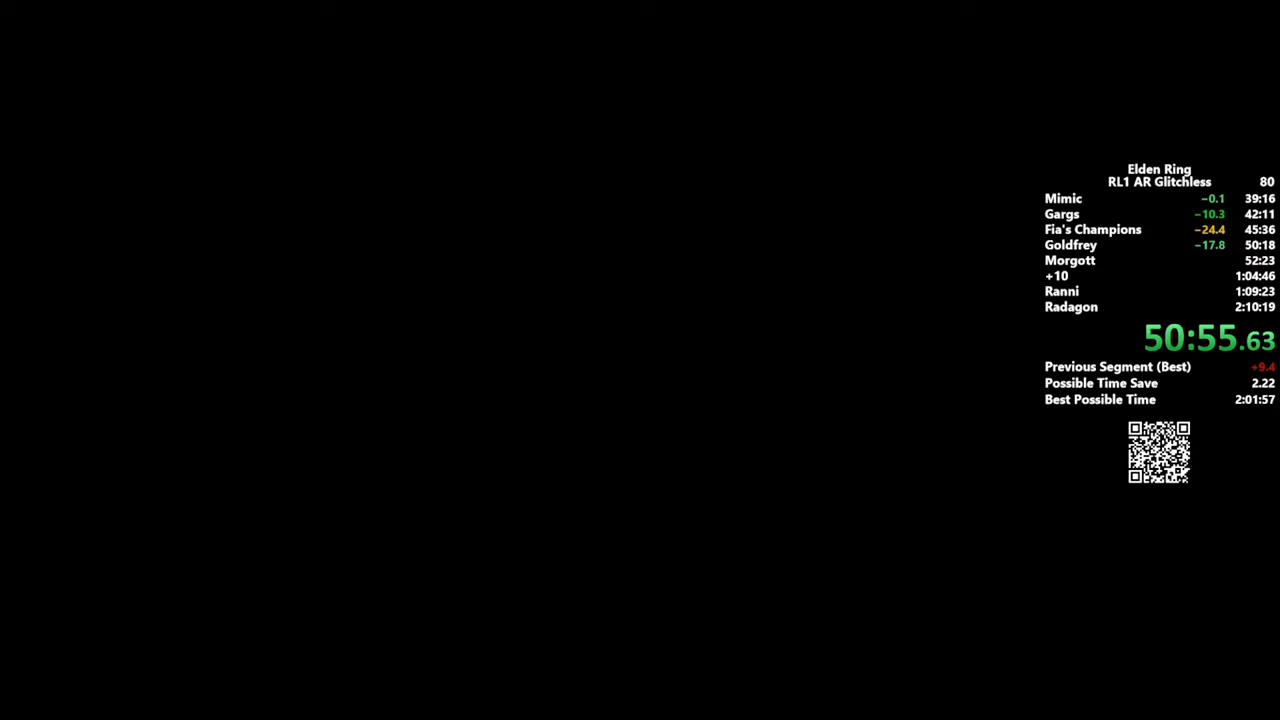 Elden Ring
RL1 AR Glitchless 80
Mimic −0.1 39:16
Gargs −10.3 42:11
Fia's Champions −24.4 45:36
Goldfrey −17.8 50:18
Morgott 52:23
+10 1:04:46
Ranni 1:09:23
Radagon 2:10:19
50:55.63
Previous Segment (Best) +9.4
Possible Time Save 2.22
Best Possible Time 2:01:57